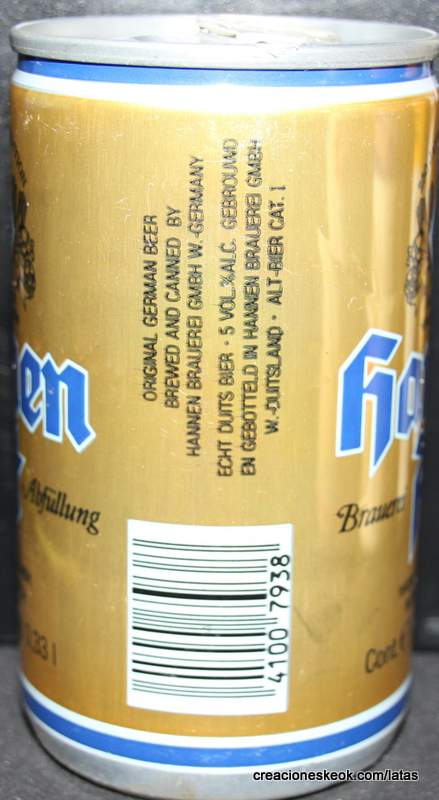 ORIGINAL GERMAN BEER
BREWED AND CANNED BY
HANNEN BRAUEREI GMBH W.-GERMANY
ECHT DUITS BIER · 5 VOL.%ALC. GEBROUWD
EN GEBOTTELD IN HANNEN BRAUEREI GMBH
W.-DUITSLAND · ALT-BIER CAT. I
en
Abfüllung
0,33 l
4100 7938
Ha
Brauerei
Cont.
creacioneskeok.com/latas